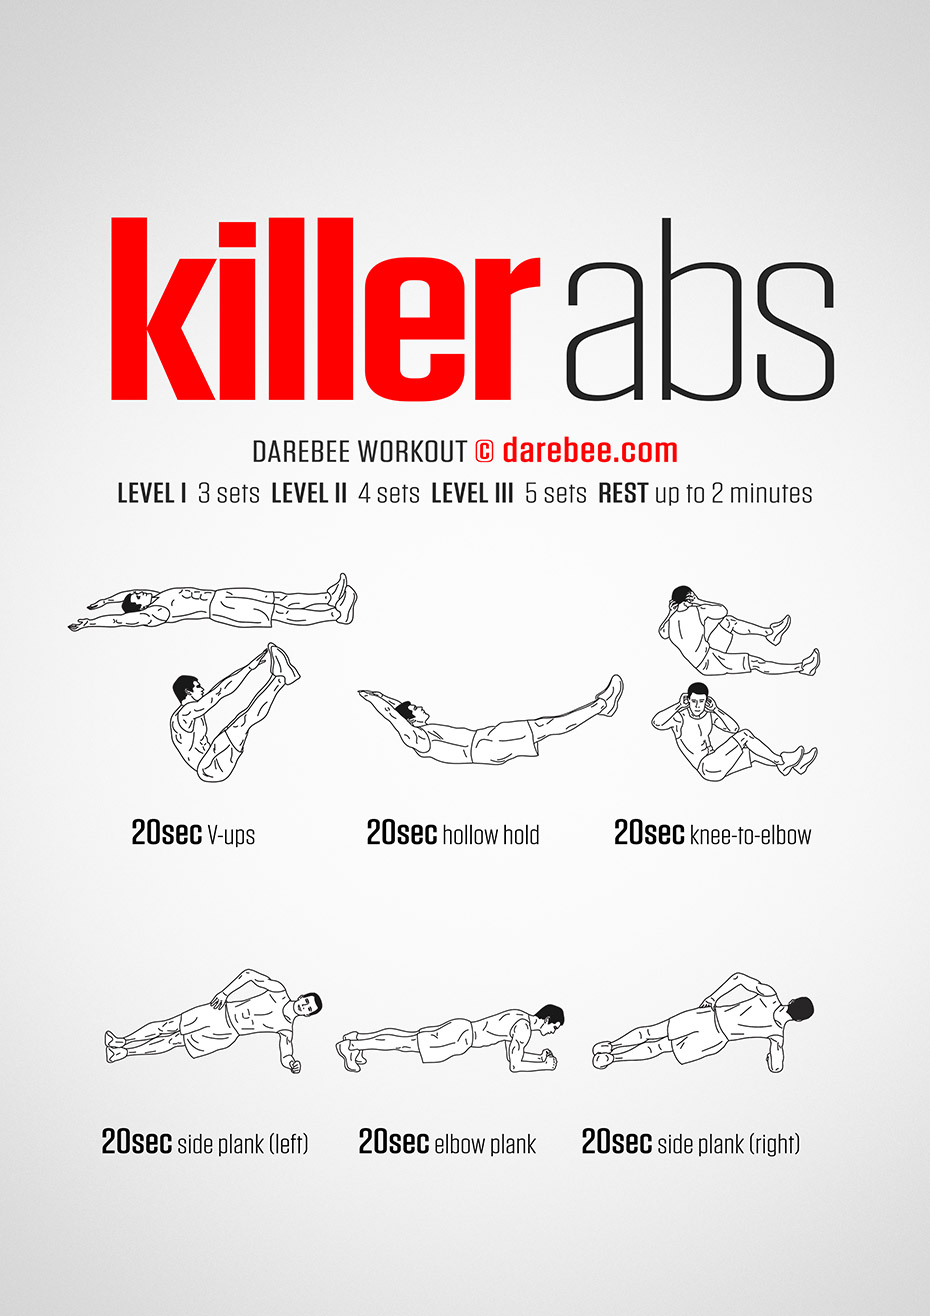 killer abs
DAREBEE WORKOUT © darebee.com
LEVEL I 3 sets LEVEL II 4 sets LEVEL III 5 sets REST up to 2 minutes
20sec V-ups
20sec hollow hold
20sec knee-to-elbow
20sec side plank (left)
20sec elbow plank
20sec side plank (right)